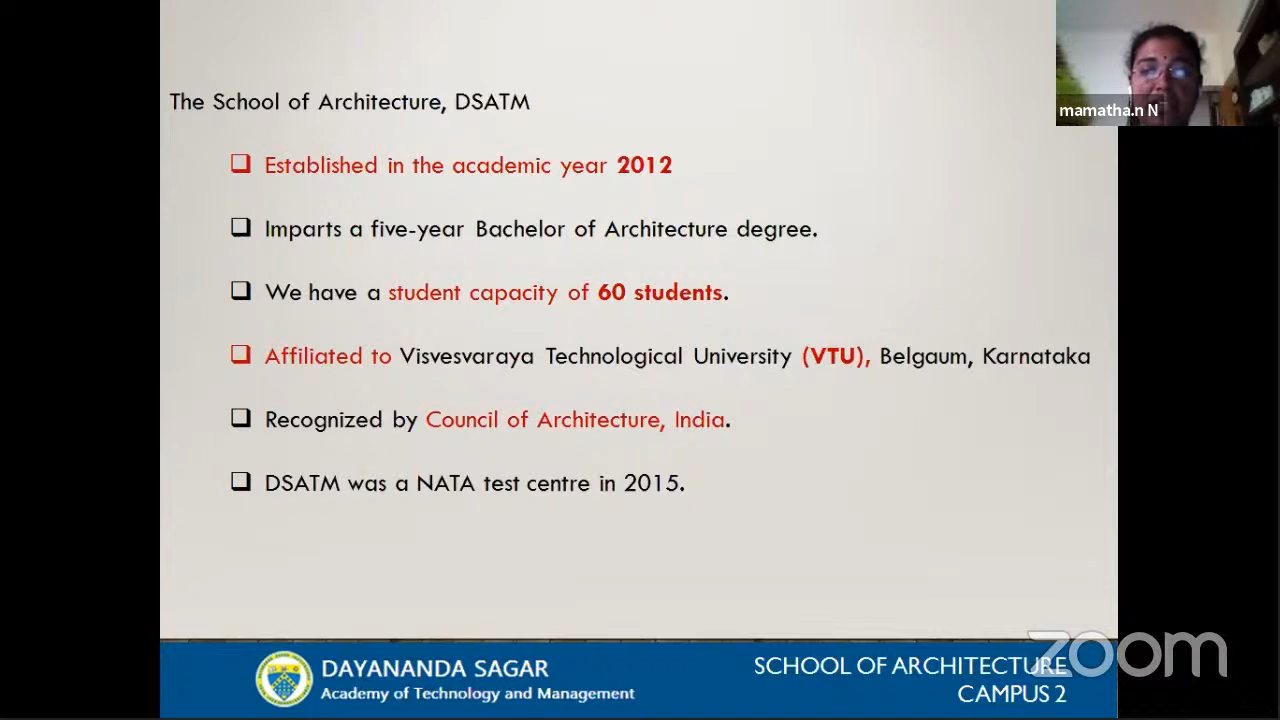 The School of Architecture, DSATM
Established in the academic year 2012
Imparts a five-year Bachelor of Architecture degree.
We have a student capacity of 60 students.
Affiliated to Visvesvaraya Technological University (VTU), Belgaum, Karnataka
Recognized by Council of Architecture, India.
DSATM was a NATA test centre in 2015.
mamatha.n N
DAYANANDA SAGAR
Academy of Technology and Management
SCHOOL OF ARCHITECTURE
CAMPUS 2
zoom